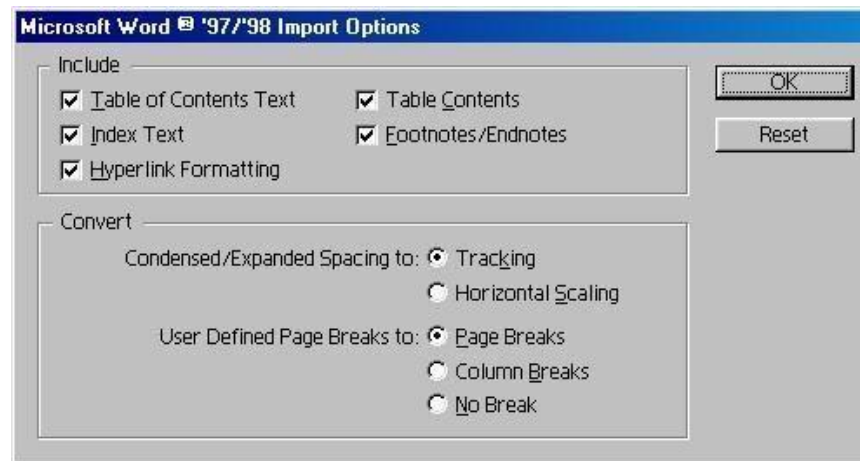 Microsoft Word ® '97/'98 Import Options
Include
Table of Contents Text
Table Contents
Index Text
Footnotes/Endnotes
Hyperlink Formatting
OK
Reset
Convert
Condensed/Expanded Spacing to: Tracking
Horizontal Scaling
User Defined Page Breaks to: Page Breaks
Column Breaks
No Break